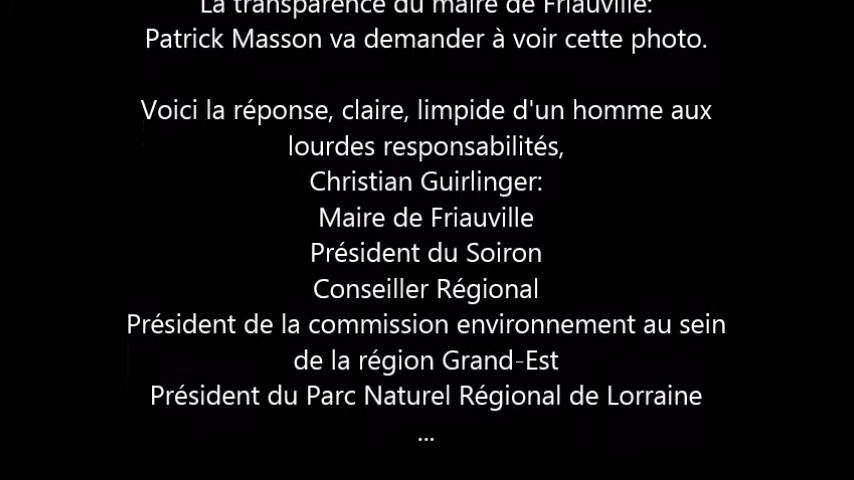 La transparence du maire de Friauville:
Patrick Masson va demander à voir cette photo.
Voici la réponse, claire, limpide d'un homme aux
lourdes responsabilités,
Christian Guirlinger:
Maire de Friauville
Président du Soiron
Conseiller Régional
Président de la commission environnement au sein
de la région Grand-Est
Président du Parc Naturel Régional de Lorraine
...